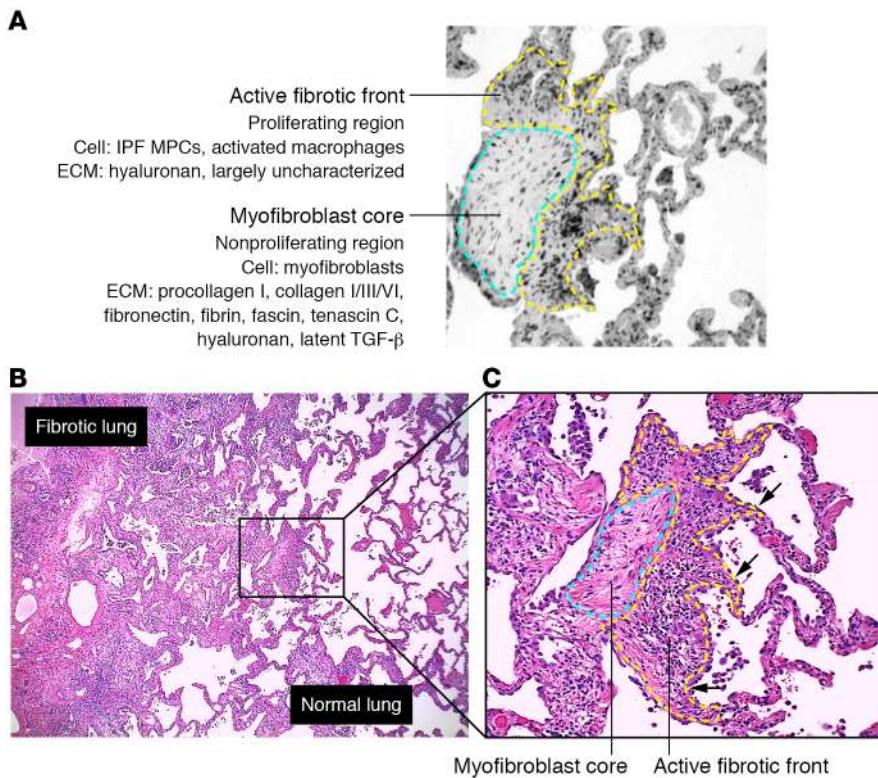 A
Active fibrotic front
Proliferating region
Cell: IPF MPCs, activated macrophages
ECM: hyaluronan, largely uncharacterized
Myofibroblast core
Nonproliferating region
Cell: myofibroblasts
ECM: procollagen I, collagen I/III/VI,
fibronectin, fibrin, fascin, tenascin C,
hyaluronan, latent TGF-β
B
Fibrotic lung
Normal lung
C
Myofibroblast core
Active fibrotic front